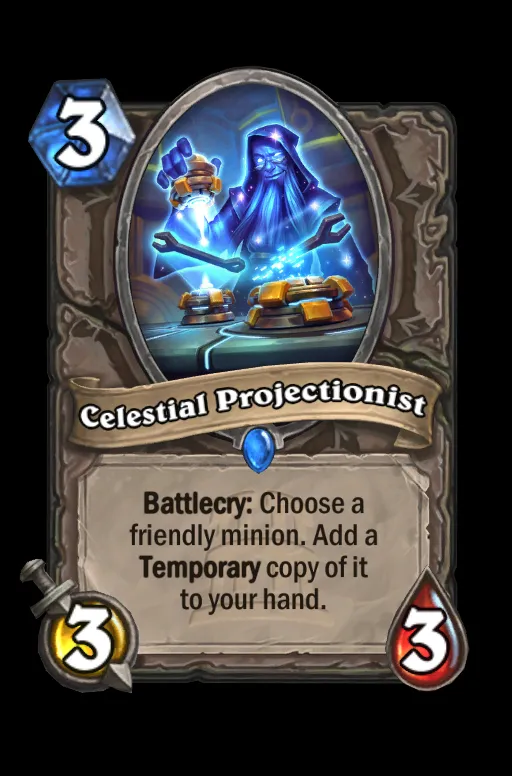 3
Celestial Projectionist
Battlecry: Choose a
friendly minion. Add a
Temporary copy of it
to your hand.
3
3